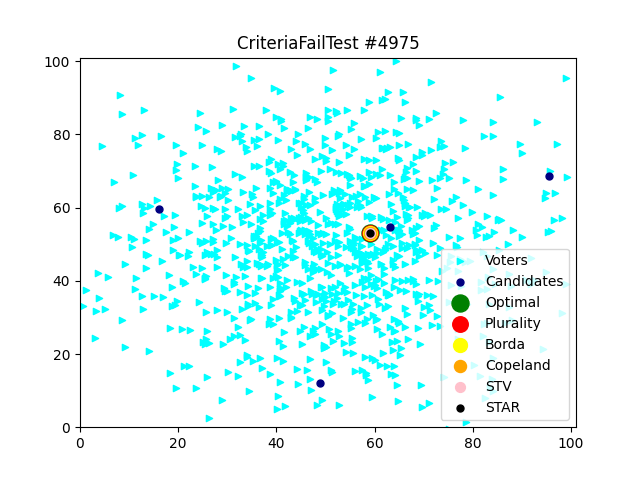 CriteriaFailTest #4975
100
80
60
40
20
0
0
20
40
60
80
100
Voters
Candidates
Optimal
Plurality
Borda
Copeland
STV
STAR